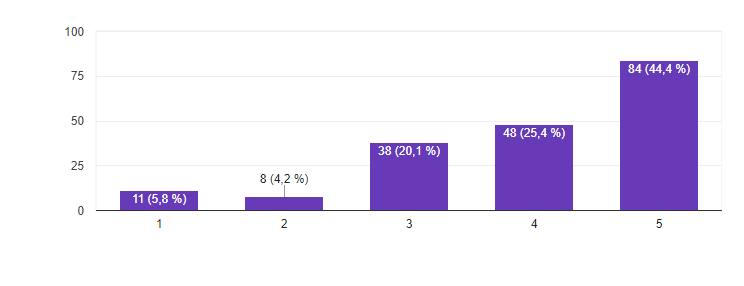 100
75
50
25
0
11 (5,8 %)
8 (4,2 %)
38 (20,1 %)
48 (25,4 %)
84 (44,4 %)
1 2 3 4 5